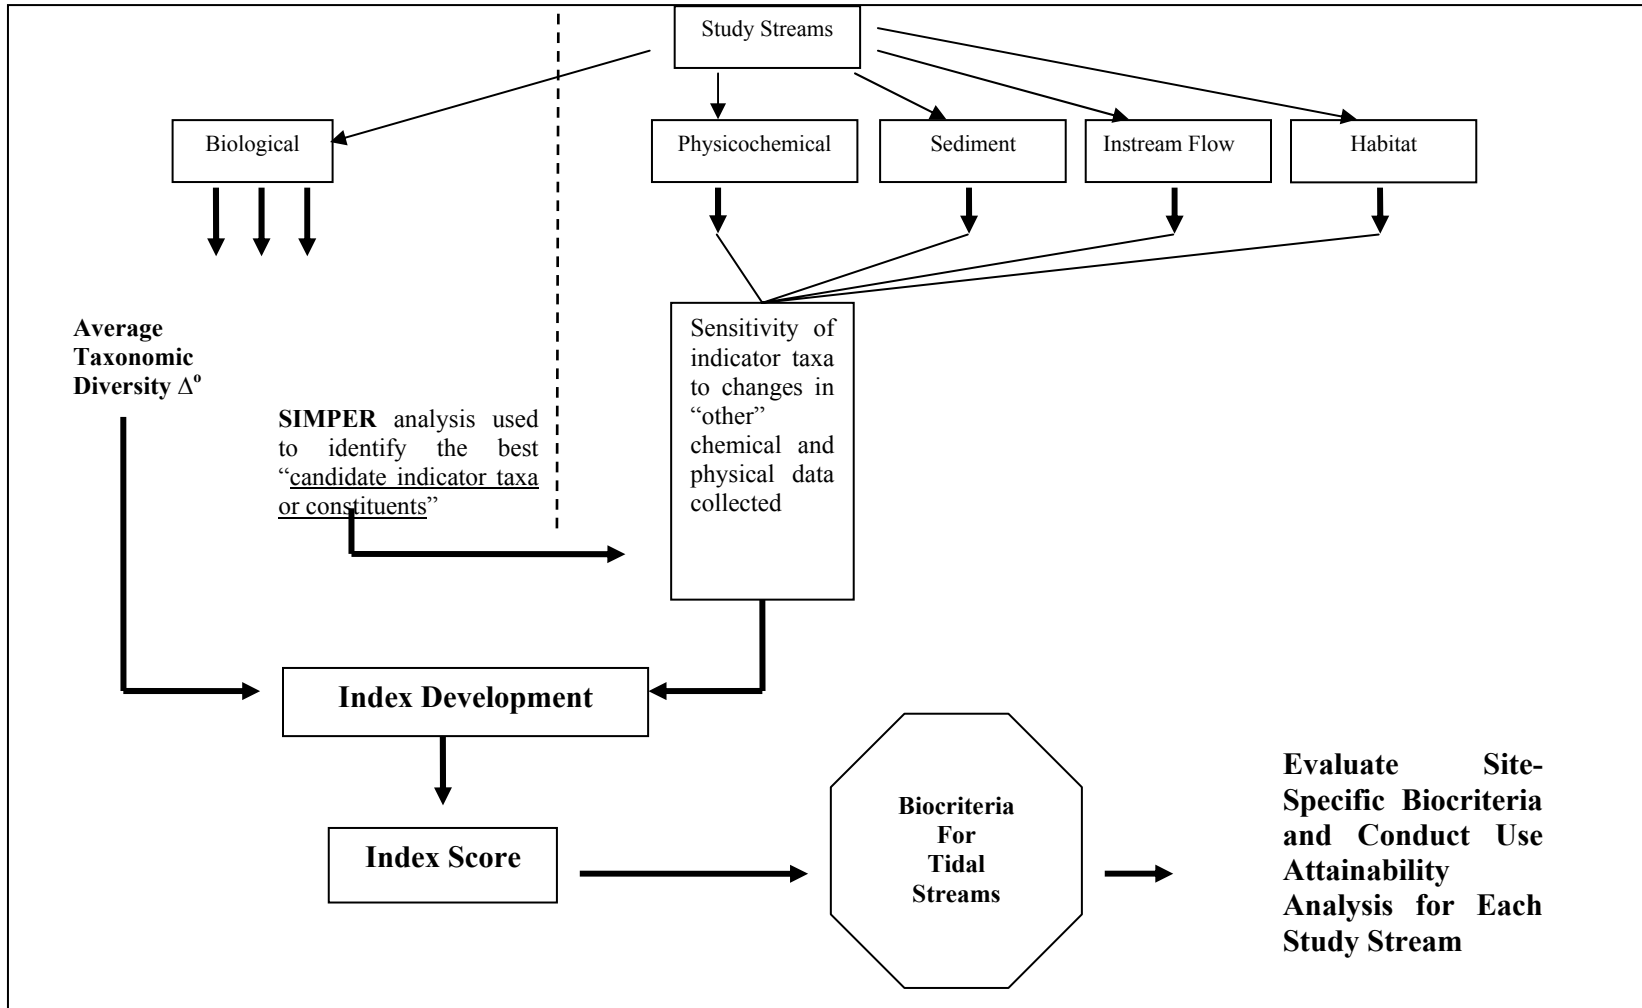 Study Streams
Biological
Physicochemical
Sediment
Instream Flow
Habitat
Average
Taxonomic
Diversity Δº
SIMPER analysis used
to identify the best
“candidate indicator taxa
or constituents”
Sensitivity of
indicator taxa
to changes in
“other”
chemical and
physical data
collected
Index Development
Index Score
Biocriteria
For
Tidal
Streams
Evaluate Site-
Specific Biocriteria
and Conduct Use
Attainability
Analysis for Each
Study Stream